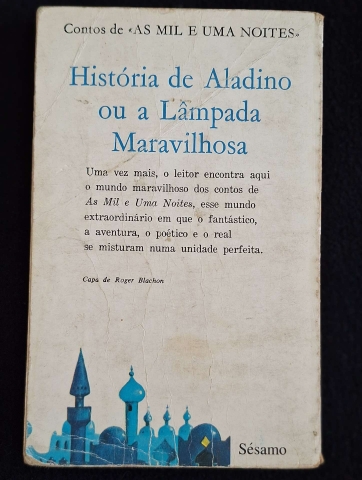 Contos de «AS MIL E UMA NOITES»
História de Aladino
ou a Lâmpada
Maravilhosa
Uma vez mais, o leitor encontra aqui
o mundo maravilhoso dos contos de
As Mil e Uma Noites, esse mundo
extraordinário em que o fantástico,
a aventura, o poético e o real
se misturam numa unidade perfeita.
Capa de Roger Blachon
Sésamo